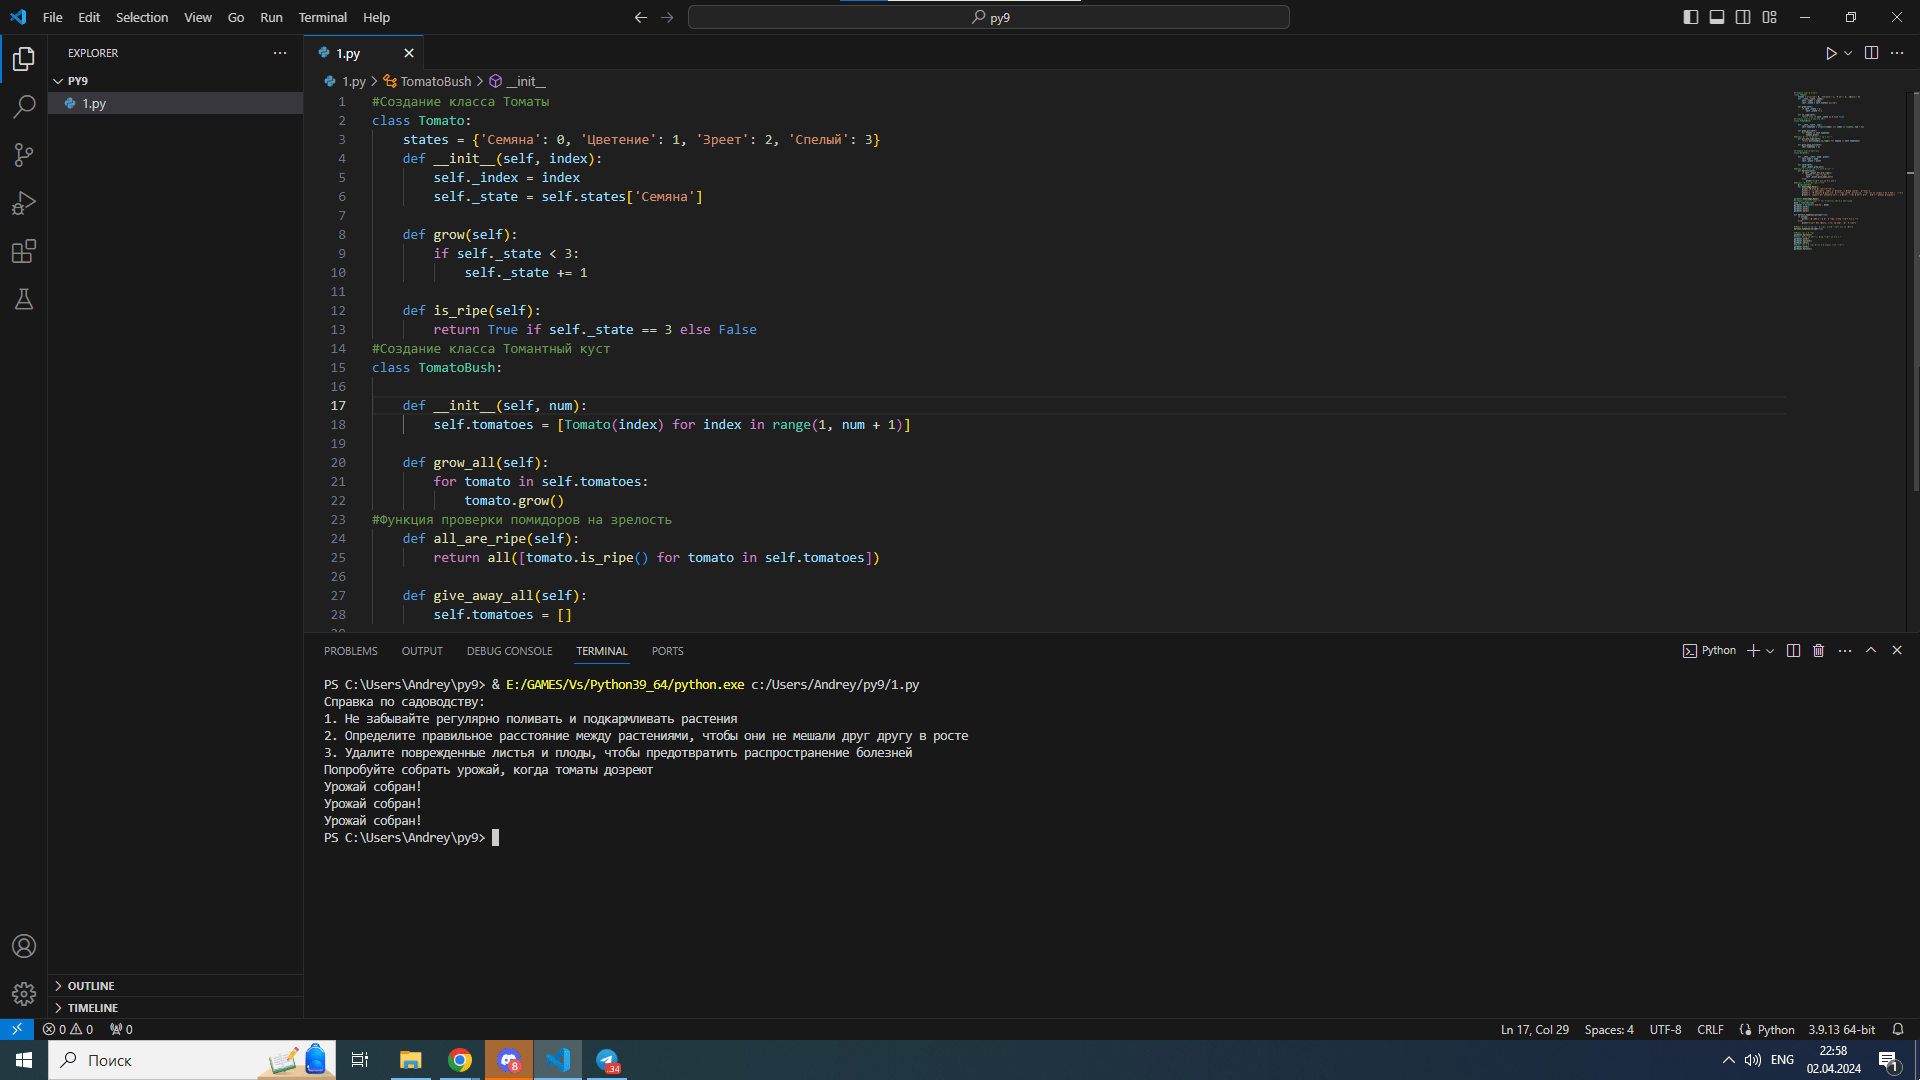 File Edit Selection View Go Run Terminal Help
py9
EXPLORER
PY9
1.py
OUTLINE
TIMELINE
1.py
1.py > TomatoBush > __init__
1 #Создание класса Томаты
2 class Tomato:
3 states = {'Семяна': 0, 'Цветение': 1, 'Зреет': 2, 'Спелый': 3}
4 def __init__(self, index):
5 self._index = index
6 self._state = self.states['Семяна']
7
8 def grow(self):
9 if self._state < 3:
10 self._state += 1
11
12 def is_ripe(self):
13 return True if self._state == 3 else False
14 #Создание класса Томантный куст
15 class TomatoBush:
16
17 def __init__(self, num):
18 self.tomatoes = [Tomato(index) for index in range(1, num + 1)]
19
20 def grow_all(self):
21 for tomato in self.tomatoes:
22 tomato.grow()
23 #Функция проверки помидоров на зрелость
24 def all_are_ripe(self):
25 return all([tomato.is_ripe() for tomato in self.tomatoes])
26
27 def give_away_all(self):
28 self.tomatoes = []
PROBLEMS OUTPUT DEBUG CONSOLE TERMINAL PORTS
Python
PS C:\Users\Andrey\py9> & E:/GAMES/Vs/Python39_64/python.exe c:/Users/Andrey/py9/1.py
Справка по садоводству:
1. Не забывайте регулярно поливать и подкармливать растения
2. Определите правильное расстояние между растениями, чтобы они не мешали друг другу в росте
3. Удалите поврежденные листья и плоды, чтобы предотвратить распространение болезней
Попробуйте собрать урожай, когда томаты дозреют
Урожай собран!
Урожай собран!
Урожай собран!
PS C:\Users\Andrey\py9>
0 0 0
Ln 17, Col 29 Spaces: 4 UTF-8 CRLF Python 3.9.13 64-bit
Поиск
8
34
ENG
22:58
02.04.2024
1